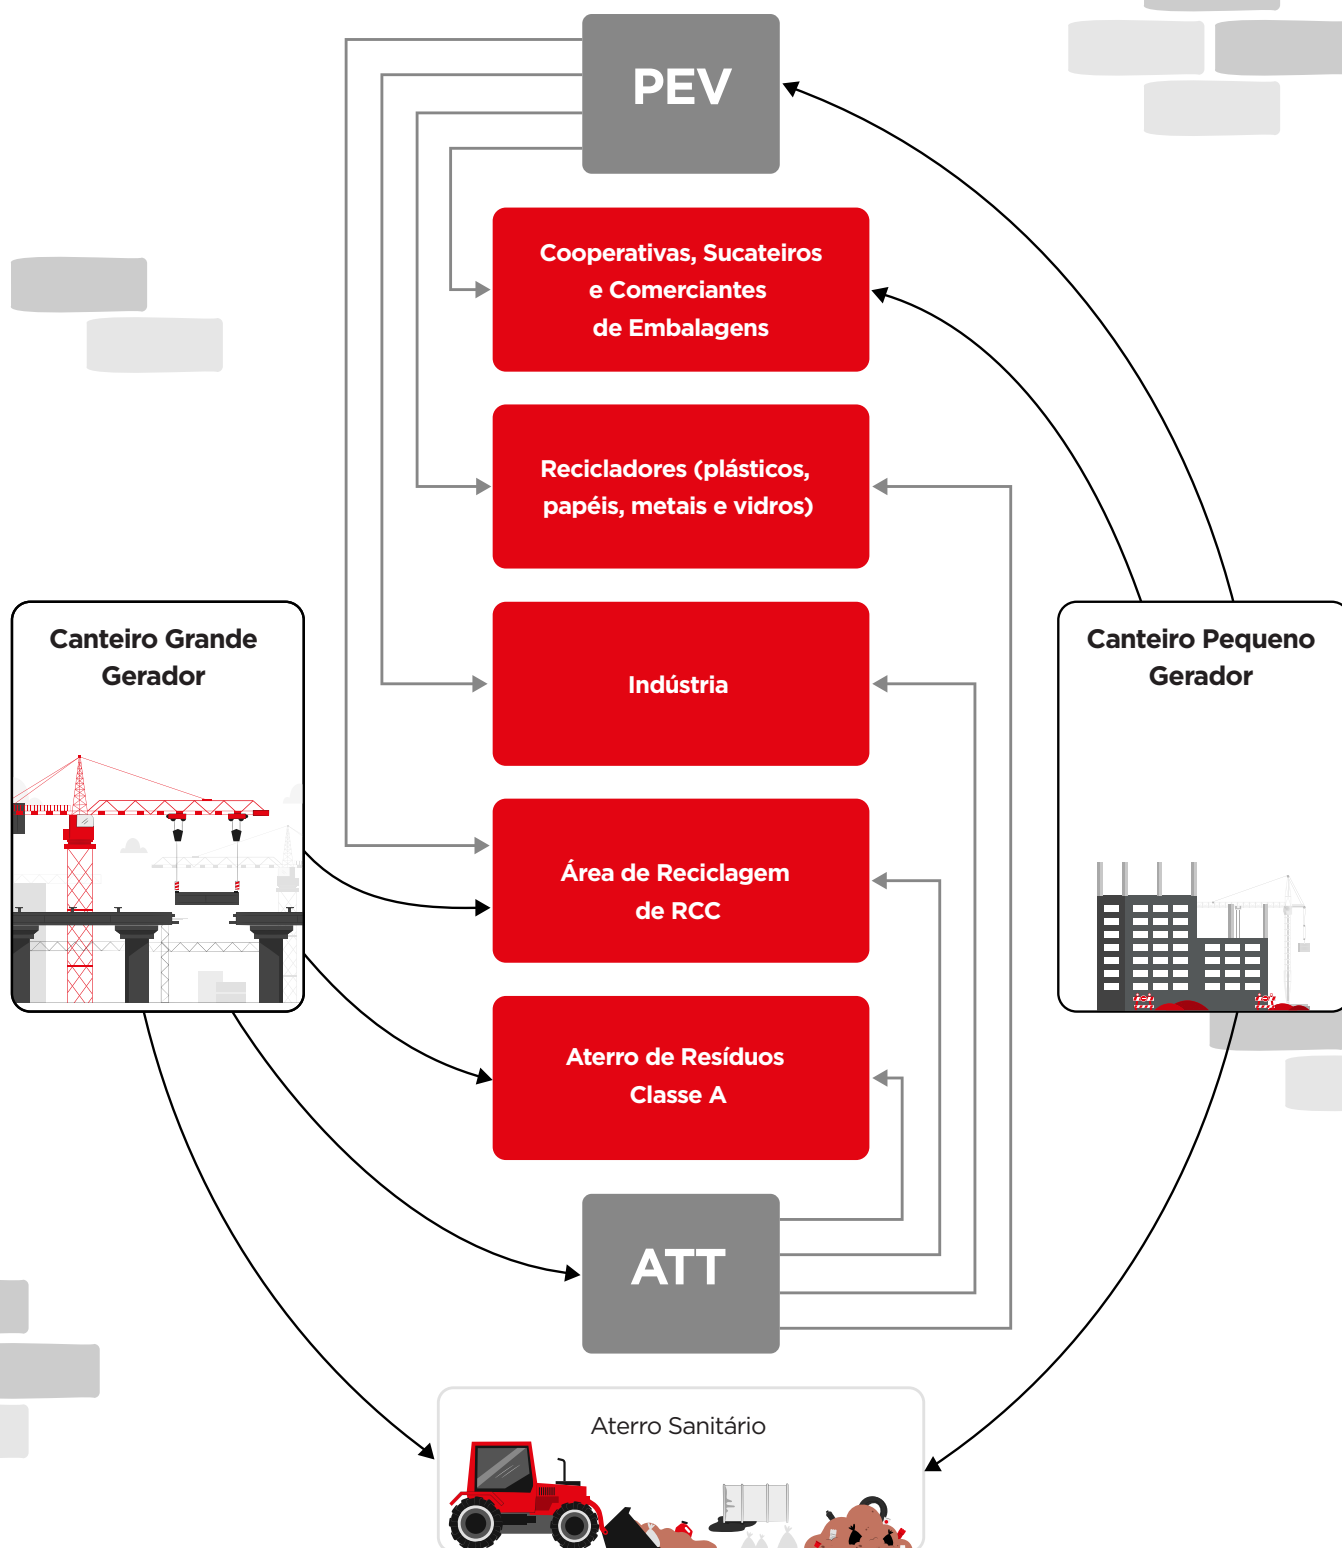 PEV
Cooperativas, Sucateiros
e Comerciantes
de Embalagens
Recicladores (plásticos,
papéis, metais e vidros)
Canteiro Grande
Gerador
Indústria
Canteiro Pequeno
Gerador
Área de Reciclagem
de RCC
Aterro de Resíduos
Classe A
ATT
Aterro Sanitário